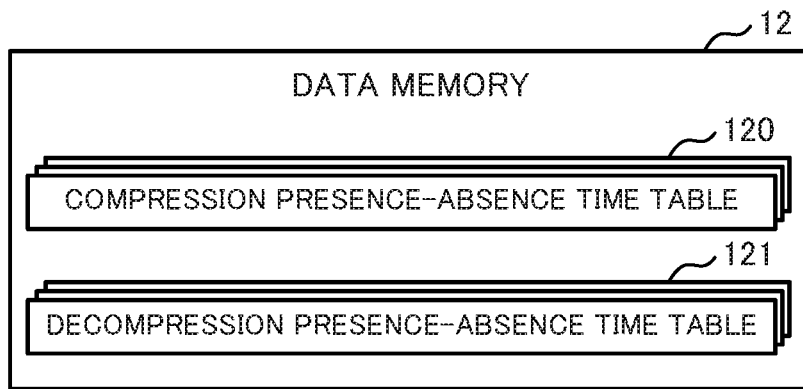 12
DATA MEMORY
120
COMPRESSION PRESENCE-ABSENCE TIME TABLE
121
DECOMPRESSION PRESENCE-ABSENCE TIME TABLE